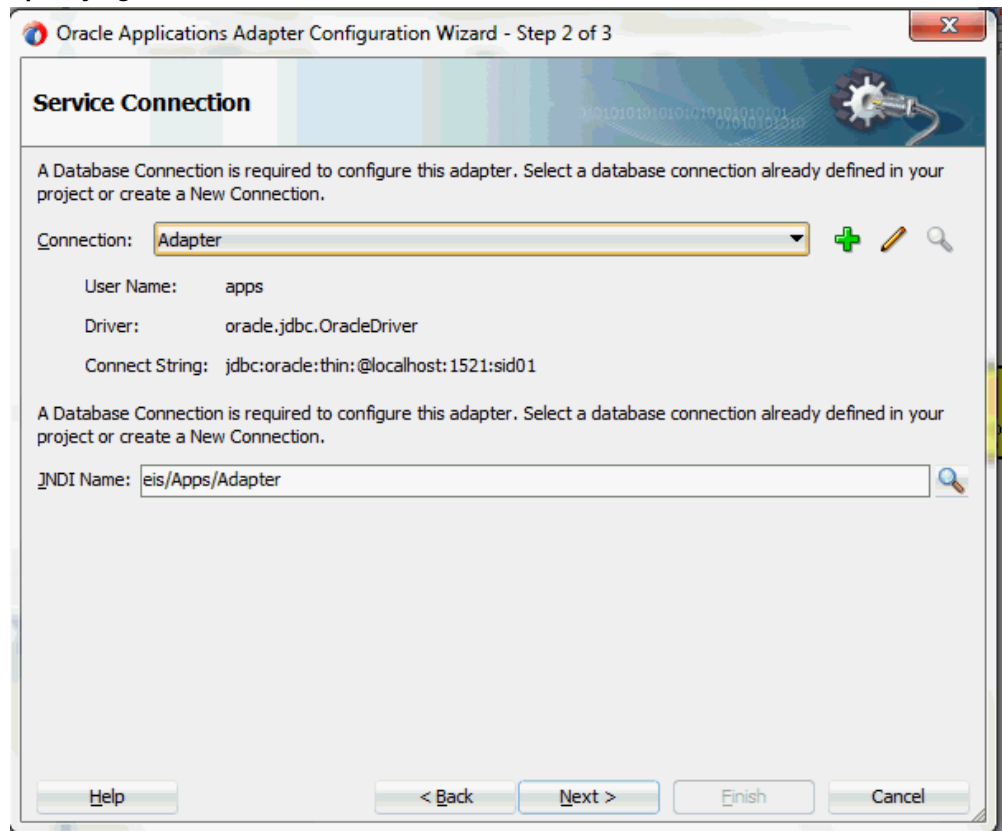 Oracle Applications Adapter Configuration Wizard - Step 2 of 3
Service Connection
A Database Connection is required to configure this adapter. Select a database connection already defined in your
project or create a New Connection.
Connection: Adapter
User Name: apps
Driver: oracle.jdbc.OracleDriver
Connect String: jdbc:oracle:thin:@localhost:1521:sid01
A Database Connection is required to configure this adapter. Select a database connection already defined in your
project or create a New Connection.
JNDI Name: eis/Apps/Adapter
Help < Back Next > Finish Cancel